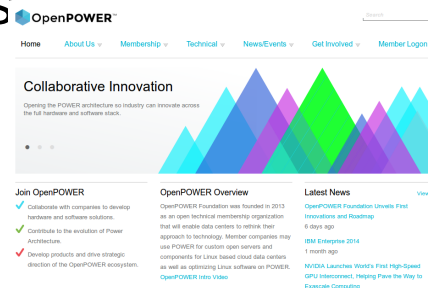 OpenPOWER™
Search
Home About Us Membership Technical News/Events Get Involved Member Logon
Collaborative Innovation
Opening the POWER architecture so industry can innovate across
the full hardware and software stack.
Join OpenPOWER
Collaborate with companies to develop
hardware and software solutions.
Contribute to the evolution of Power
Architecture.
Develop products and drive strategic
direction of the OpenPOWER ecosystem.
OpenPOWER Overview
OpenPOWER Foundation was founded in 2013
as an open technical membership organization
that will enable data centers to rethink their
approach to technology. Member companies may
use POWER for custom open servers and
components for Linux based cloud data centers
as well as optimizing Linux software on POWER.
OpenPOWER Intro Video
Latest News
View
OpenPOWER Foundation Unveils First
Innovations and Roadmap
6 days ago
IBM Enterprise 2014
1 month ago
NVIDIA Launches World's First High-Speed
GPU Interconnect, Helping Pave the Way to
Exascale Computing